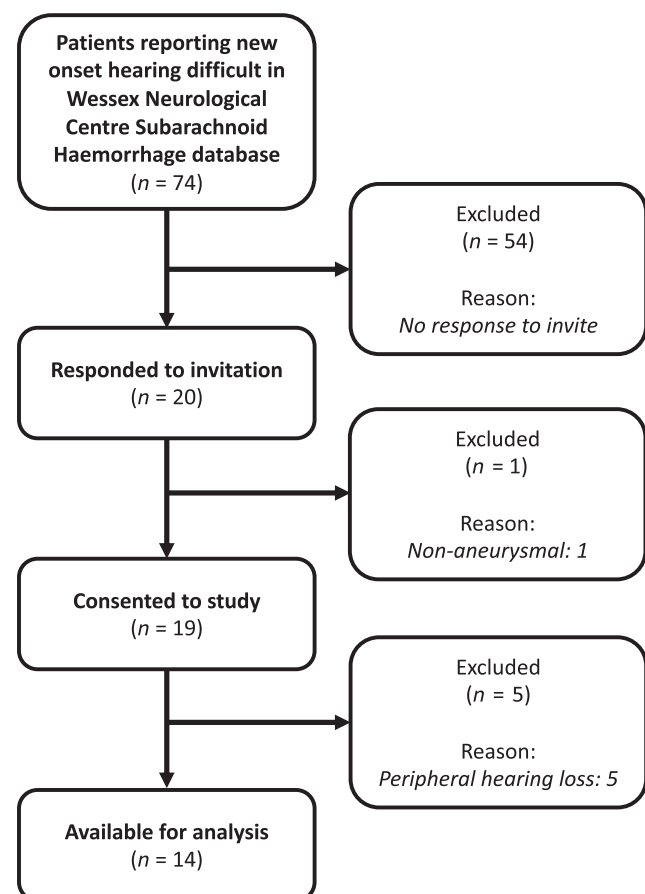 Patients reporting new
onset hearing difficult in
Wessex Neurological
Centre Subarachnoid
Haemorrhage database
(n = 74)
Excluded
(n = 54)
Reason:
No response to invite
Responded to invitation
(n = 20)
Excluded
(n = 1)
Reason:
Non-aneurysmal: 1
Consented to study
(n = 19)
Excluded
(n = 5)
Reason:
Peripheral hearing loss: 5
Available for analysis
(n = 14)